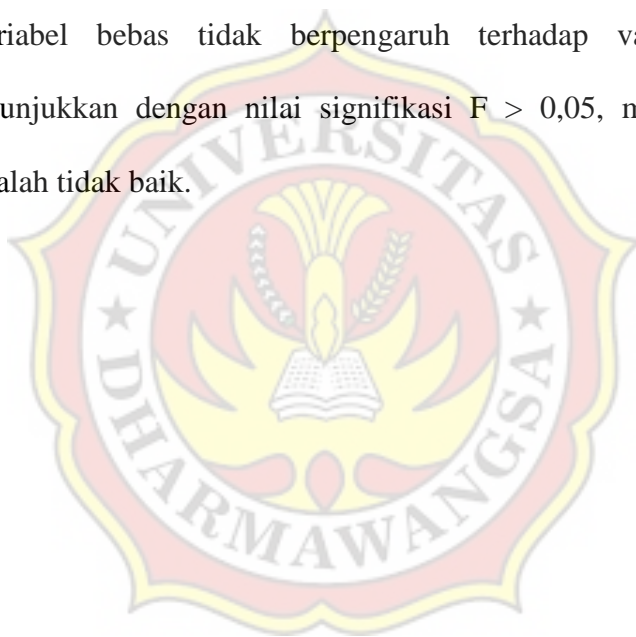 riabel bebas tidak berpengaruh terhadap va
unjukkan dengan nilai signifikasi F > 0,05, m
alah tidak baik.
UNIVERSITAS
DHARMAWANGSA